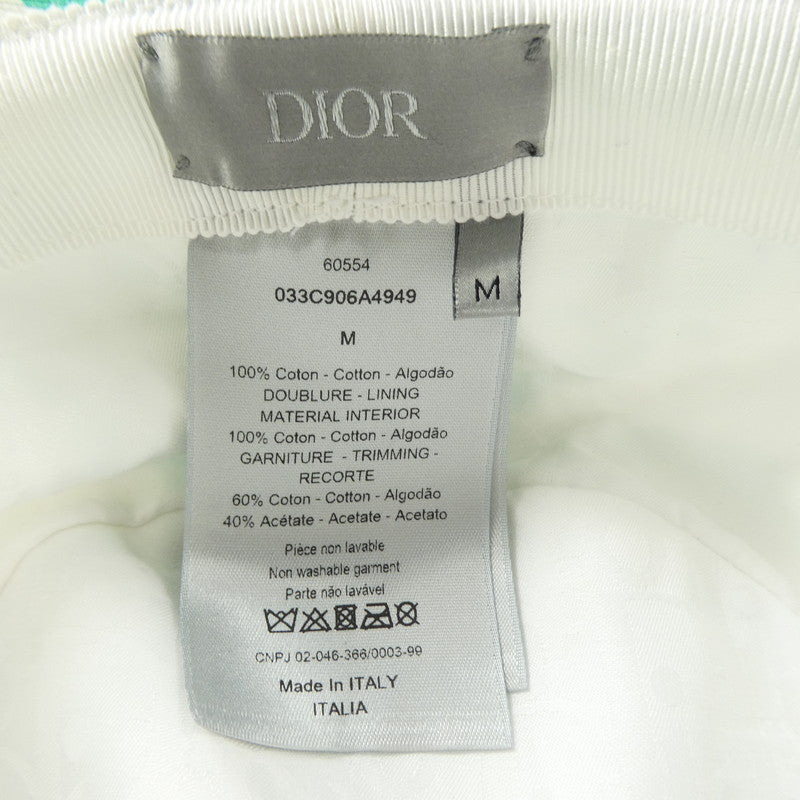 DIOR
M
60554
033C906A4949
M
100% Coton - Cotton - Algodão
DOUBLURE - LINING
MATERIAL INTERIOR
100% Coton - Cotton - Algodão
GARNITURE - TRIMMING -
RECORTE
60% Coton - Cotton - Algodão
40% Acétate - Acetate - Acetato
Pièce non lavable
Non washable garment
Parte não lavável
CNPJ 02-046-366/0003-99
Made In ITALY
ITALIA